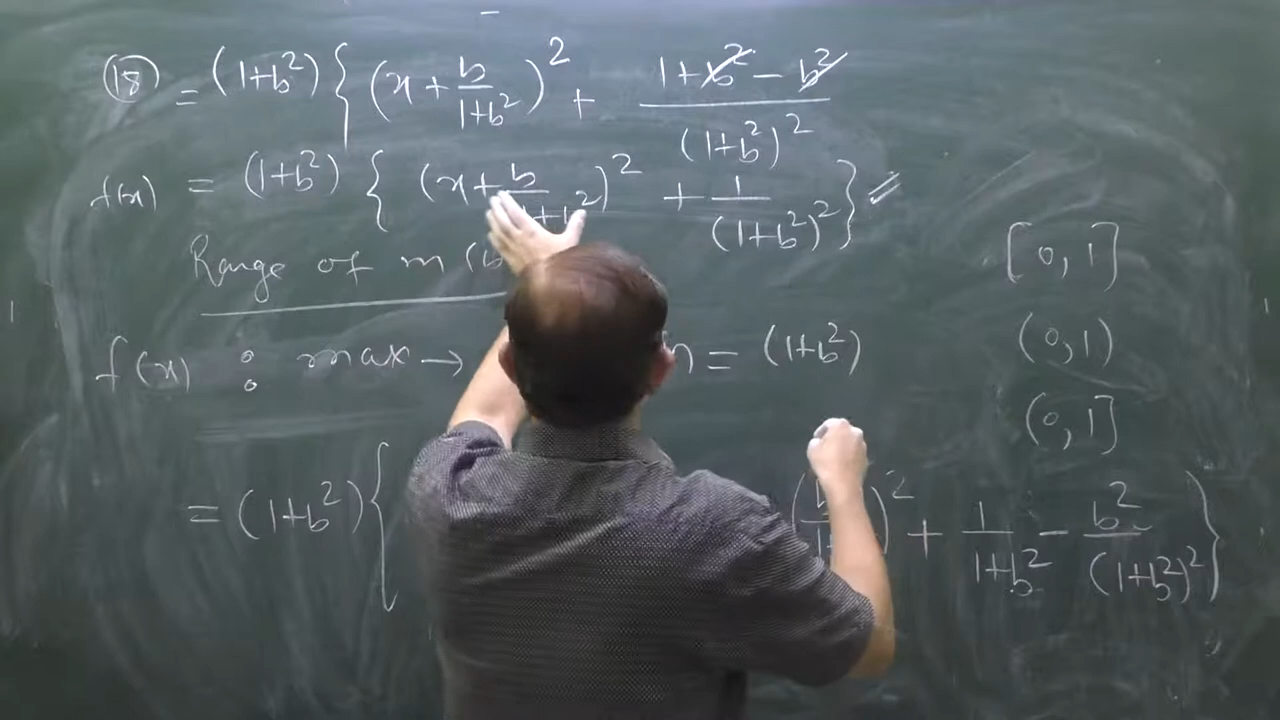 (18) = (1+b²) { (x + b/(1+b²))² + (1+b²−b²)/(1+b²)²
f(x) = (1+b²) { (x + b/1+b²)² + 1/(1+b²)² } =
Range of m (b
f(x) : max → = (1+b²)
= (1+b²) { ( )² + 1/(1+b²) − b²/(1+b²)² }
[0, 1]
(0, 1)
(0, 1]